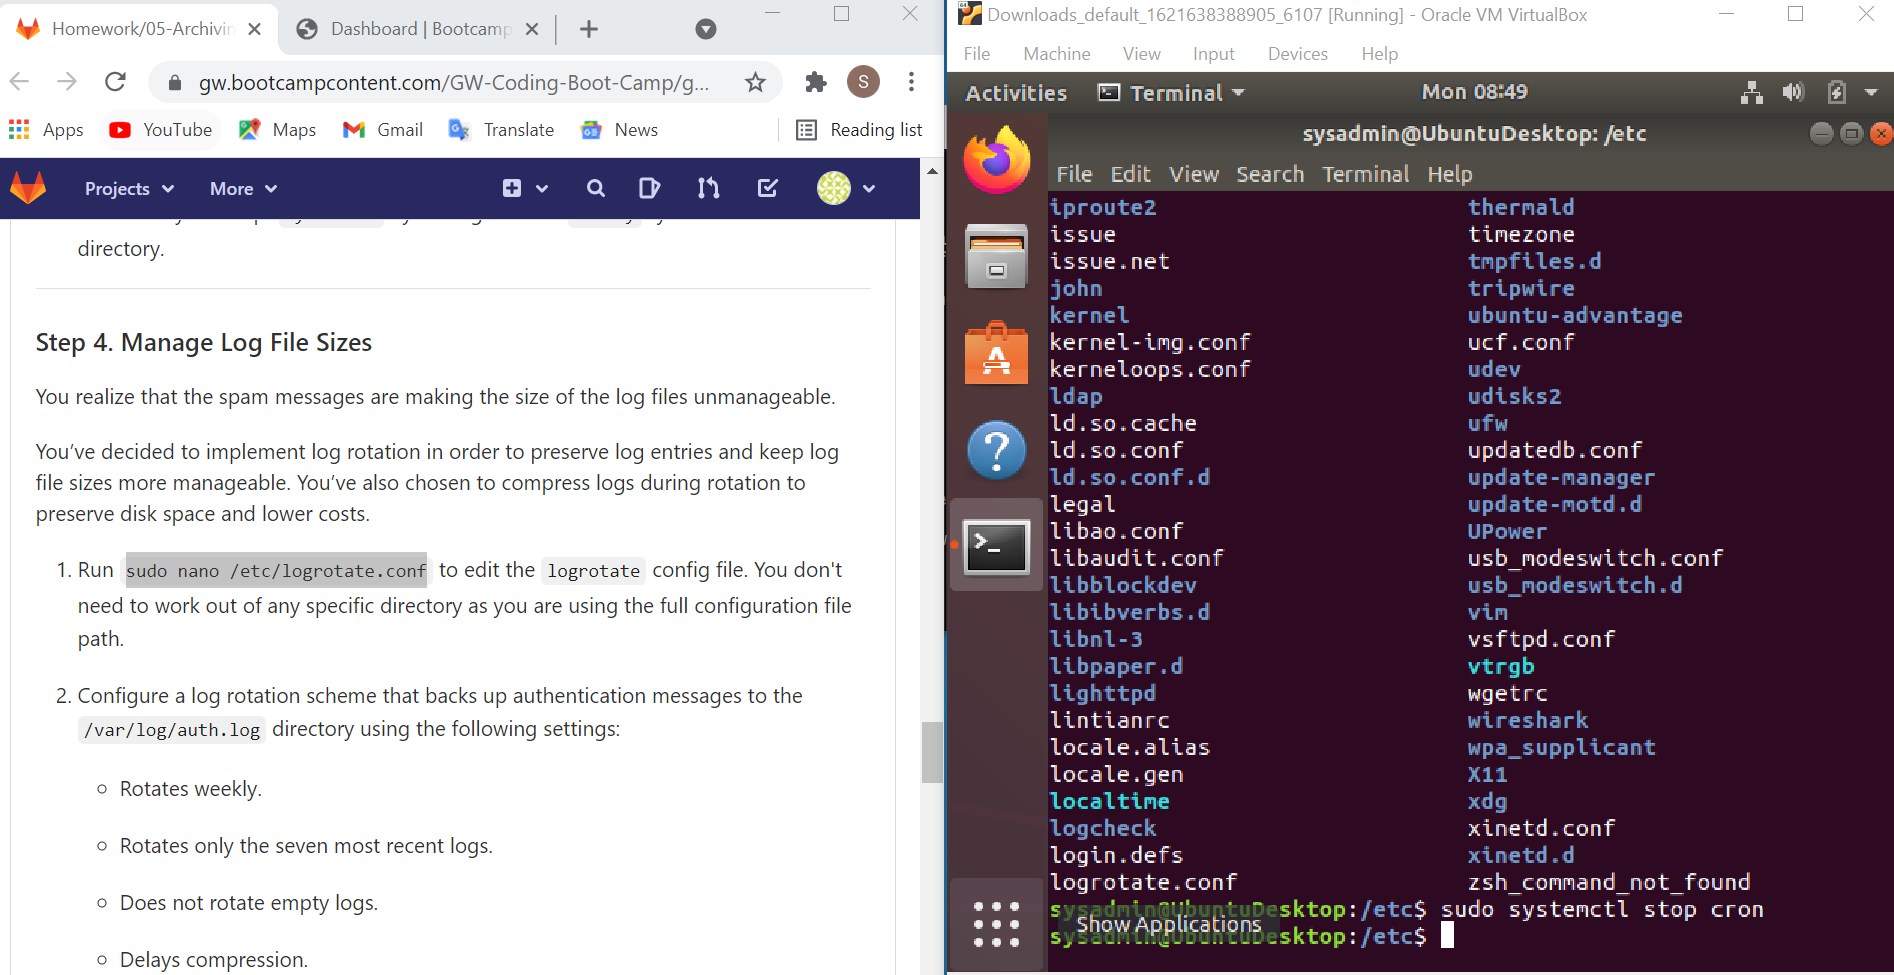 Homework/05-Archivin
Dashboard | Bootcamp
gw.bootcampcontent.com/GW-Coding-Boot-Camp/g...
S
Apps
YouTube
Maps
Gmail
Translate
News
Reading list
Projects
More
directory.
Step 4. Manage Log File Sizes
You realize that the spam messages are making the size of the log files unmanageable.
You’ve decided to implement log rotation in order to preserve log entries and keep log
file sizes more manageable. You’ve also chosen to compress logs during rotation to
preserve disk space and lower costs.
1. Run sudo nano /etc/logrotate.conf to edit the logrotate config file. You don't
need to work out of any specific directory as you are using the full configuration file
path.
2. Configure a log rotation scheme that backs up authentication messages to the
/var/log/auth.log directory using the following settings:
Rotates weekly.
Rotates only the seven most recent logs.
Does not rotate empty logs.
Delays compression.
Downloads_default_1621638388905_6107 [Running] - Oracle VM VirtualBox
File Machine View Input Devices Help
Activities Terminal Mon 08:49
sysadmin@UbuntuDesktop: /etc
File Edit View Search Terminal Help
iproute2 thermald
issue timezone
issue.net tmpfiles.d
john tripwire
kernel ubuntu-advantage
kernel-img.conf ucf.conf
kerneloops.conf udev
ldap udisks2
ld.so.cache ufw
ld.so.conf updatedb.conf
ld.so.conf.d update-manager
legal update-motd.d
libao.conf UPower
libaudit.conf usb_modeswitch.conf
libblockdev usb_modeswitch.d
libibverbs.d vim
libnl-3 vsftpd.conf
libpaper.d vtrgb
lighttpd wgetrc
lintianrc wireshark
locale.alias wpa_supplicant
locale.gen X11
localtime xdg
logcheck xinetd.conf
login.defs xinetd.d
logrotate.conf zsh_command_not_found
sysadmin@UbuntuDesktop:/etc$ sudo systemctl stop cron
Show Applications
sysadmin@UbuntuDesktop:/etc$